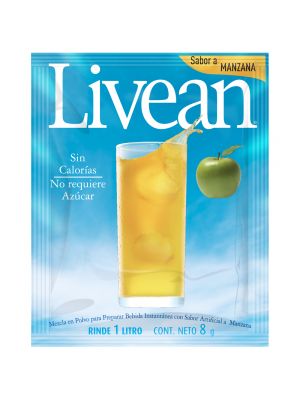 Sabor a
MANZANA
Livean
Sin
Calorías
No requiere
Azúcar
Mezcla en Polvo para Preparar Bebida Instantánea con Sabor Artificial a Manzana
RINDE 1 LITRO CONT. NETO 8 g